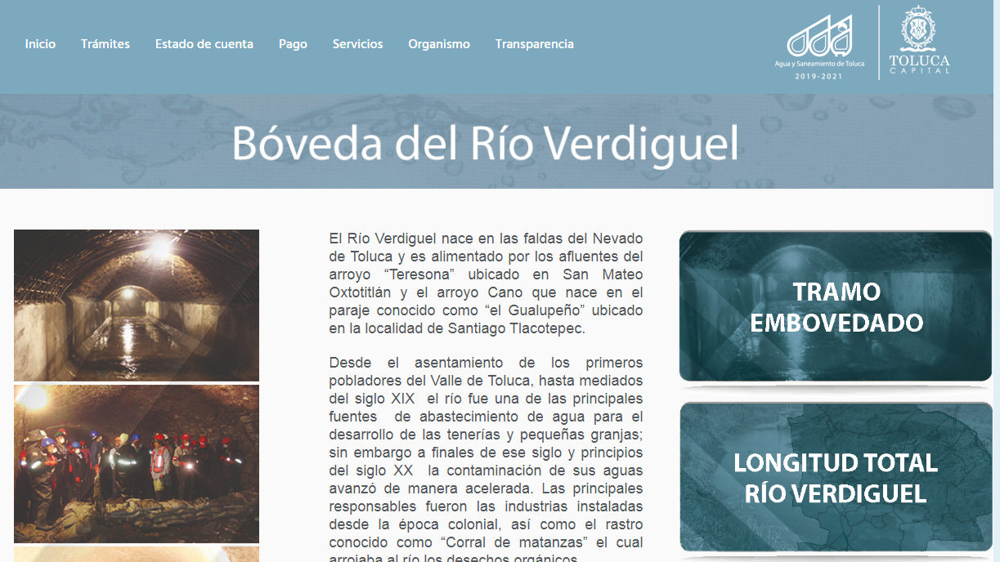 Inicio
Trámites
Estado de cuenta
Pago
Servicios
Organismo
Transparencia
Agua y Saneamiento de Toluca
2019-2021
TOLUCA
CAPITAL
Bóveda del Río Verdiguel
El Río Verdiguel nace en las faldas del Nevado
de Toluca y es alimentado por los afluentes del
arroyo “Teresona” ubicado en San Mateo
Oxtotitlán y el arroyo Cano que nace en el
paraje conocido como “el Gualupeño” ubicado
en la localidad de Santiago Tlacotepec.
Desde el asentamiento de los primeros
pobladores del Valle de Toluca, hasta mediados
del siglo XIX el río fue una de las principales
fuentes de abastecimiento de agua para el
desarrollo de las tenerías y pequeñas granjas;
sin embargo a finales de ese siglo y principios
del siglo XX la contaminación de sus aguas
avanzó de manera acelerada. Las principales
responsables fueron las industrias instaladas
desde la época colonial, así como el rastro
conocido como “Corral de matanzas” el cual
arrojaba al río los desechos orgánicos.
TRAMO
EMBOVEDADO
LONGITUD TOTAL
RÍO VERDIGUEL